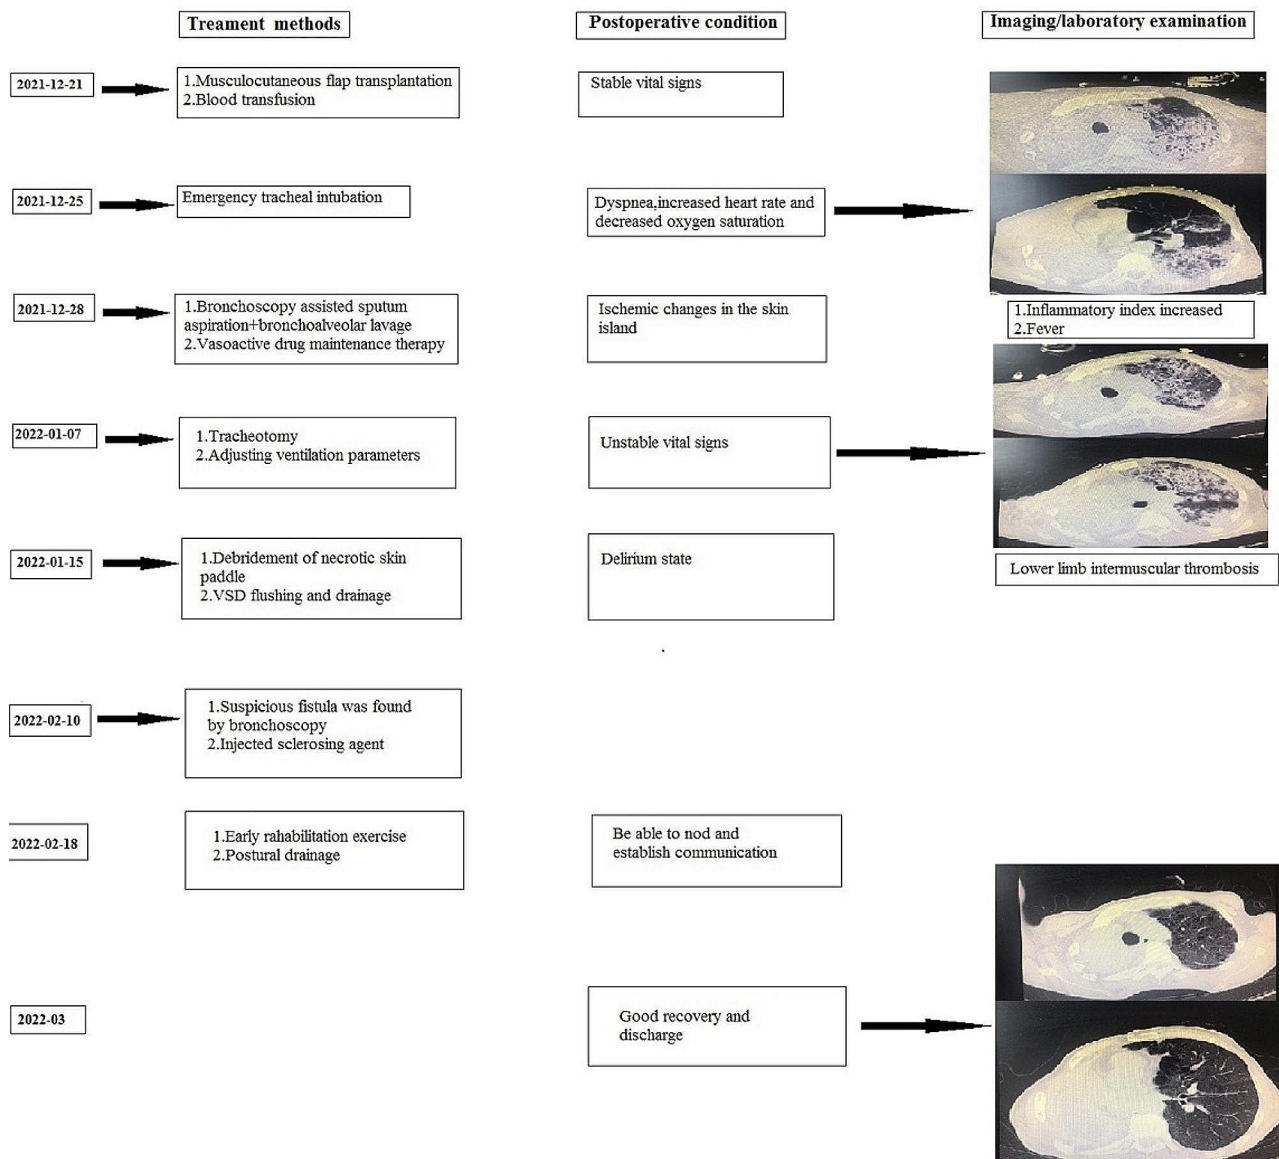 Treament methods
Postoperative condition
Imaging/laboratory examination
2021-12-21
1.Musculocutaneous flap transplantation
2.Blood transfusion
Stable vital signs
2021-12-25
Emergency tracheal intubation
Dyspnea,increased heart rate and
decreased oxygen saturation
2021-12-28
1.Bronchoscopy assisted sputum
aspiration+bronchoalveolar lavage
2.Vasoactive drug maintenance therapy
Ischemic changes in the skin
island
1.Inflammatory index increased
2.Fever
2022-01-07
1.Tracheotomy
2.Adjusting ventilation parameters
Unstable vital signs
2022-01-15
1.Debridement of necrotic skin
paddle
2.VSD flushing and drainage
Delirium state
Lower limb intermuscular thrombosis
2022-02-10
1.Suspicious fistula was found
by bronchoscopy
2.Injected sclerosing agent
2022-02-18
1.Early rahabilitation exercise
2.Postural drainage
Be able to nod and
establish communication
2022-03
Good recovery and
discharge